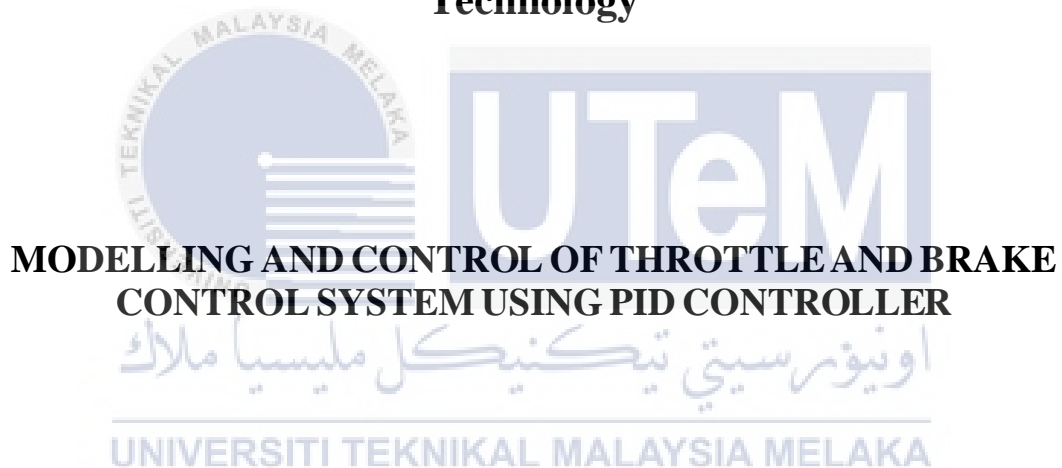 Technology
MALAYSIA MELAKA
TEKNIKAL
UTeM
MODELLING AND CONTROL OF THROTTLE AND BRAKE
CONTROL SYSTEM USING PID CONTROLLER
اونيۏرسيتي تيكنيكل مليسيا ملاك
UNIVERSITI TEKNIKAL MALAYSIA MELAKA